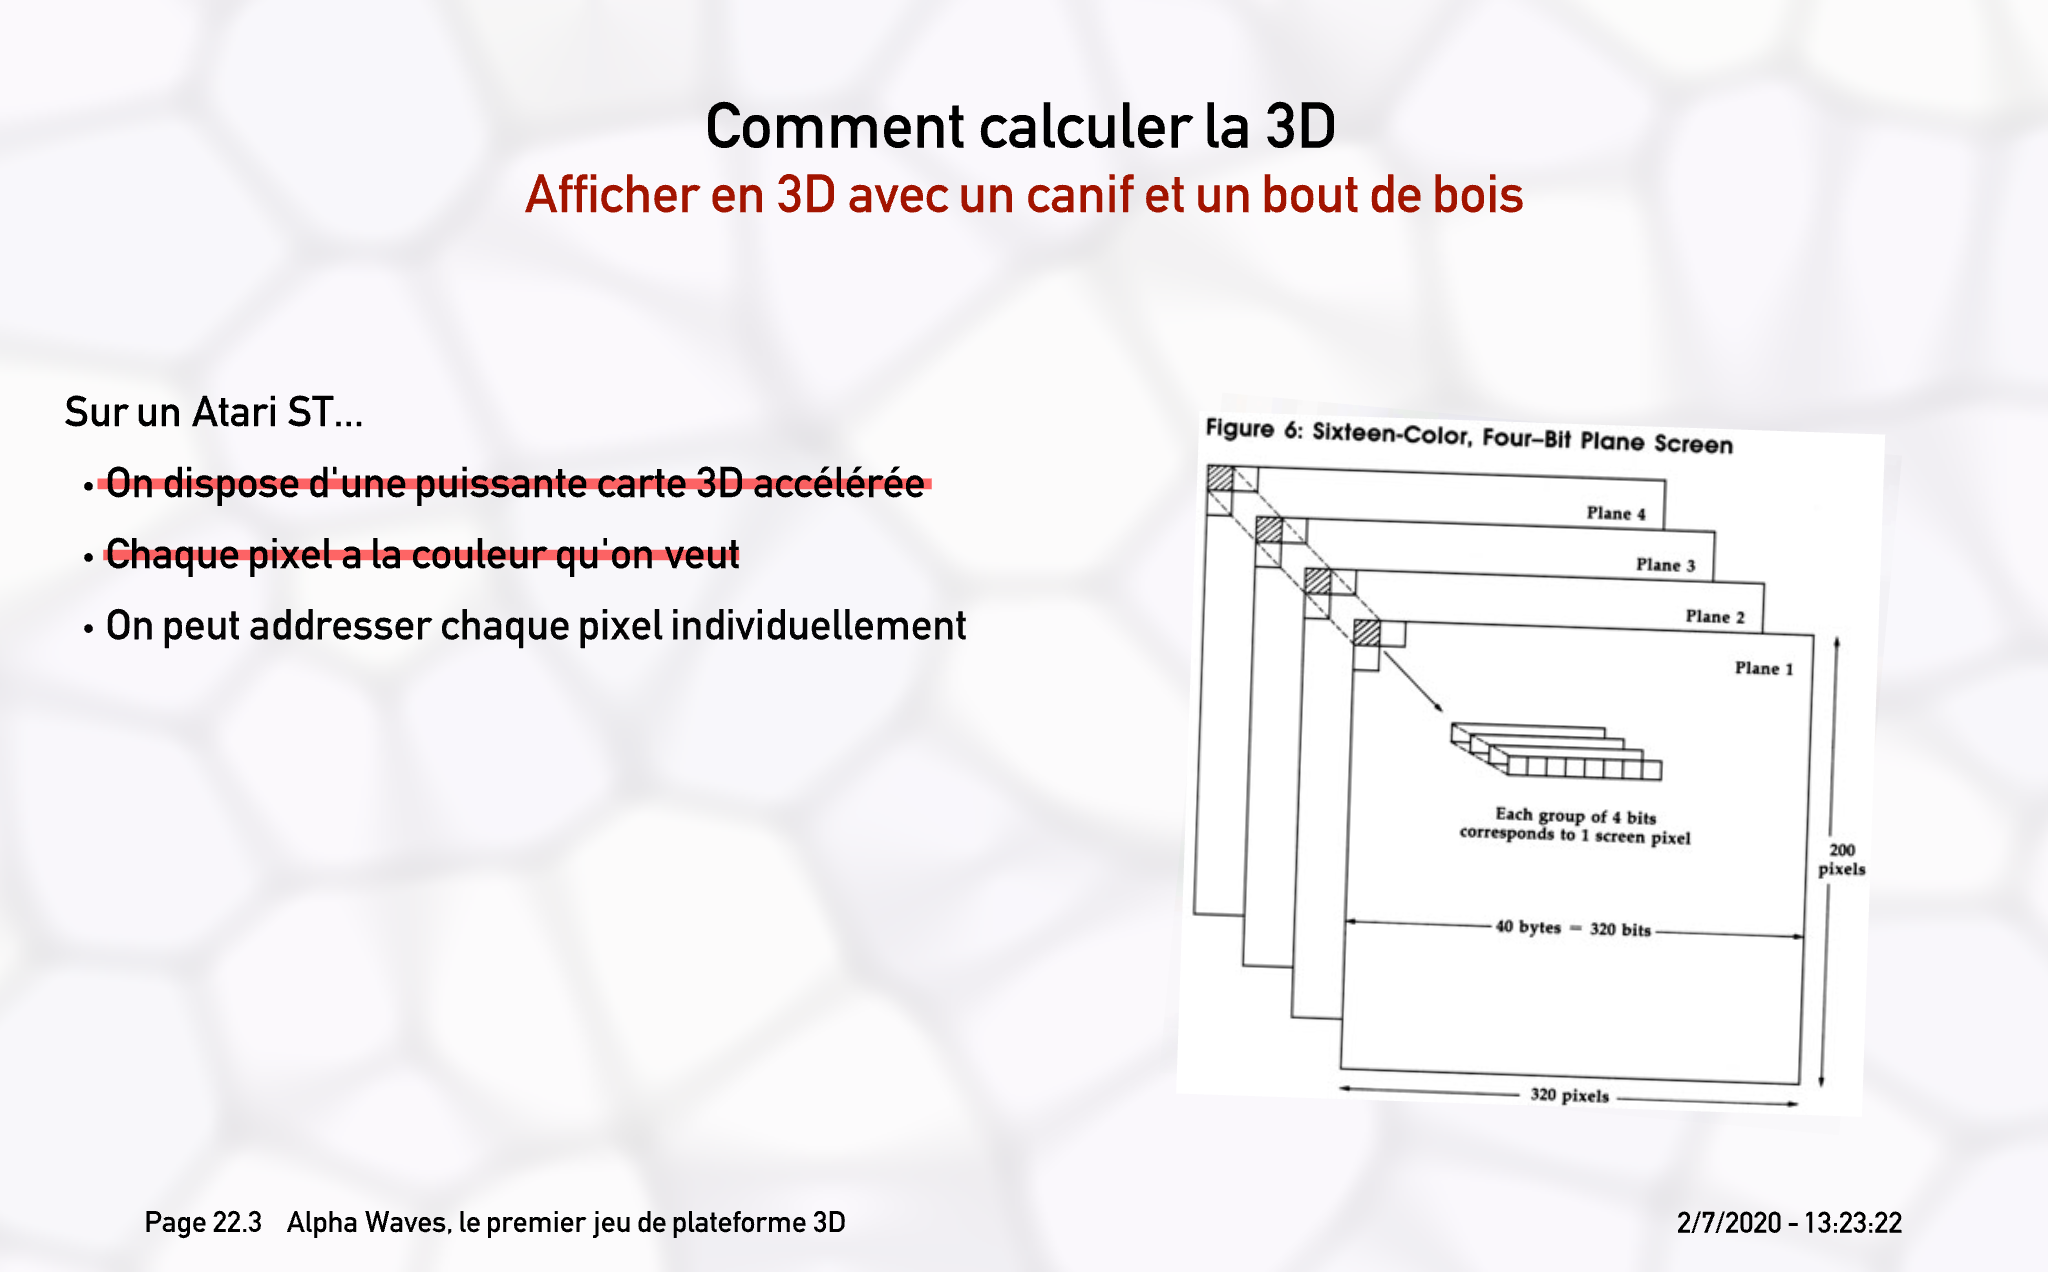 Comment calculer la 3D
Afficher en 3D avec un canif et un bout de bois
Sur un Atari ST...
• On dispose d'une puissante carte 3D accélérée
• Chaque pixel a la couleur qu'on veut
• On peut addresser chaque pixel individuellement
Figure 6: Sixteen-Color, Four-Bit Plane Screen
Plane 4
Plane 3
Plane 2
Plane 1
Each group of 4 bits
corresponds to 1 screen pixel
200
pixels
40 bytes = 320 bits
320 pixels
Page 22.3 Alpha Waves, le premier jeu de plateforme 3D
2/7/2020 - 13:23:22